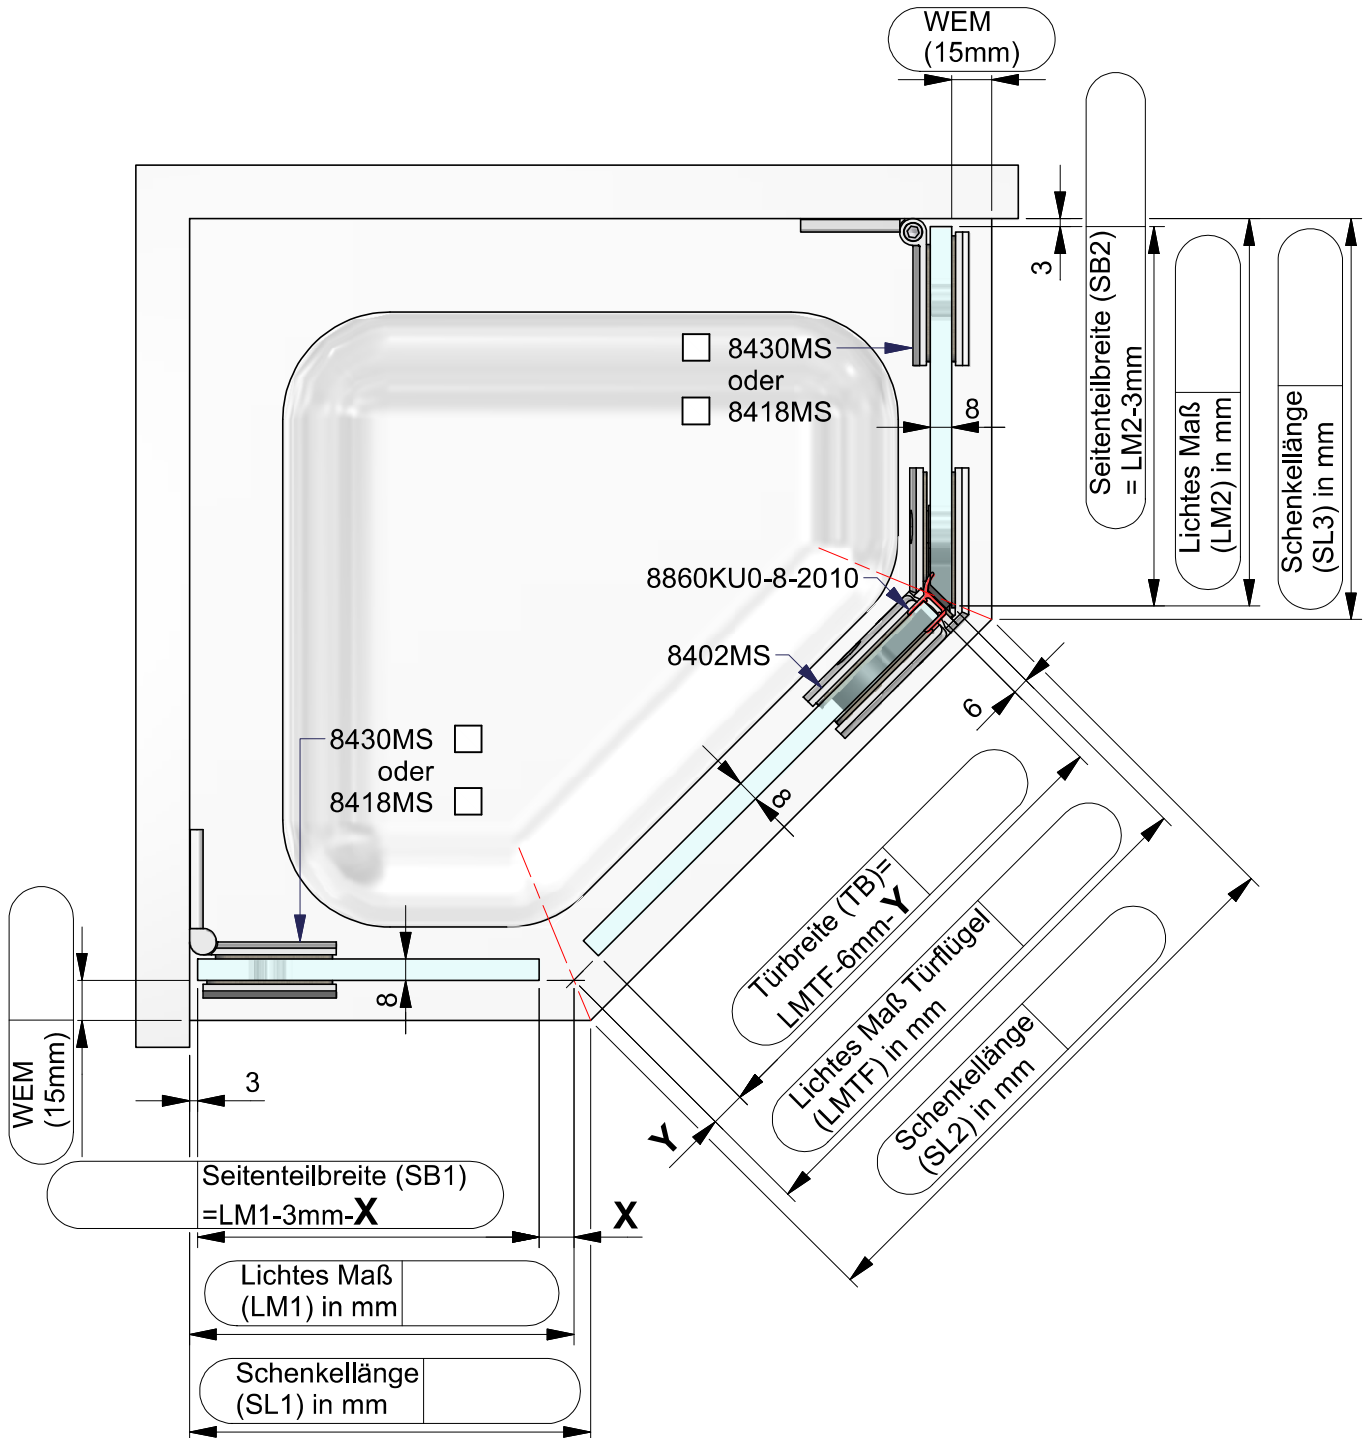 WEM
(15mm)
Seitenteilbreite (SB2)
= LM2-3mm
Lichtes Maß
(LM2) in mm
Schenkellänge
(SL3) in mm
3
8430MS
oder
8418MS
8
8860KU0-8-2010
8402MS
6
8430MS
oder
8418MS
8
Türbreite (TB)=
LMTF-6mm-Y
Lichtes Maß Türflügel
(LMTF) in mm
Schenkellänge
(SL2) in mm
8
WEM
(15mm)
3
Y
Seitenteilbreite (SB1)
=LM1-3mm-X
X
Lichtes Maß
(LM1) in mm
Schenkellänge
(SL1) in mm